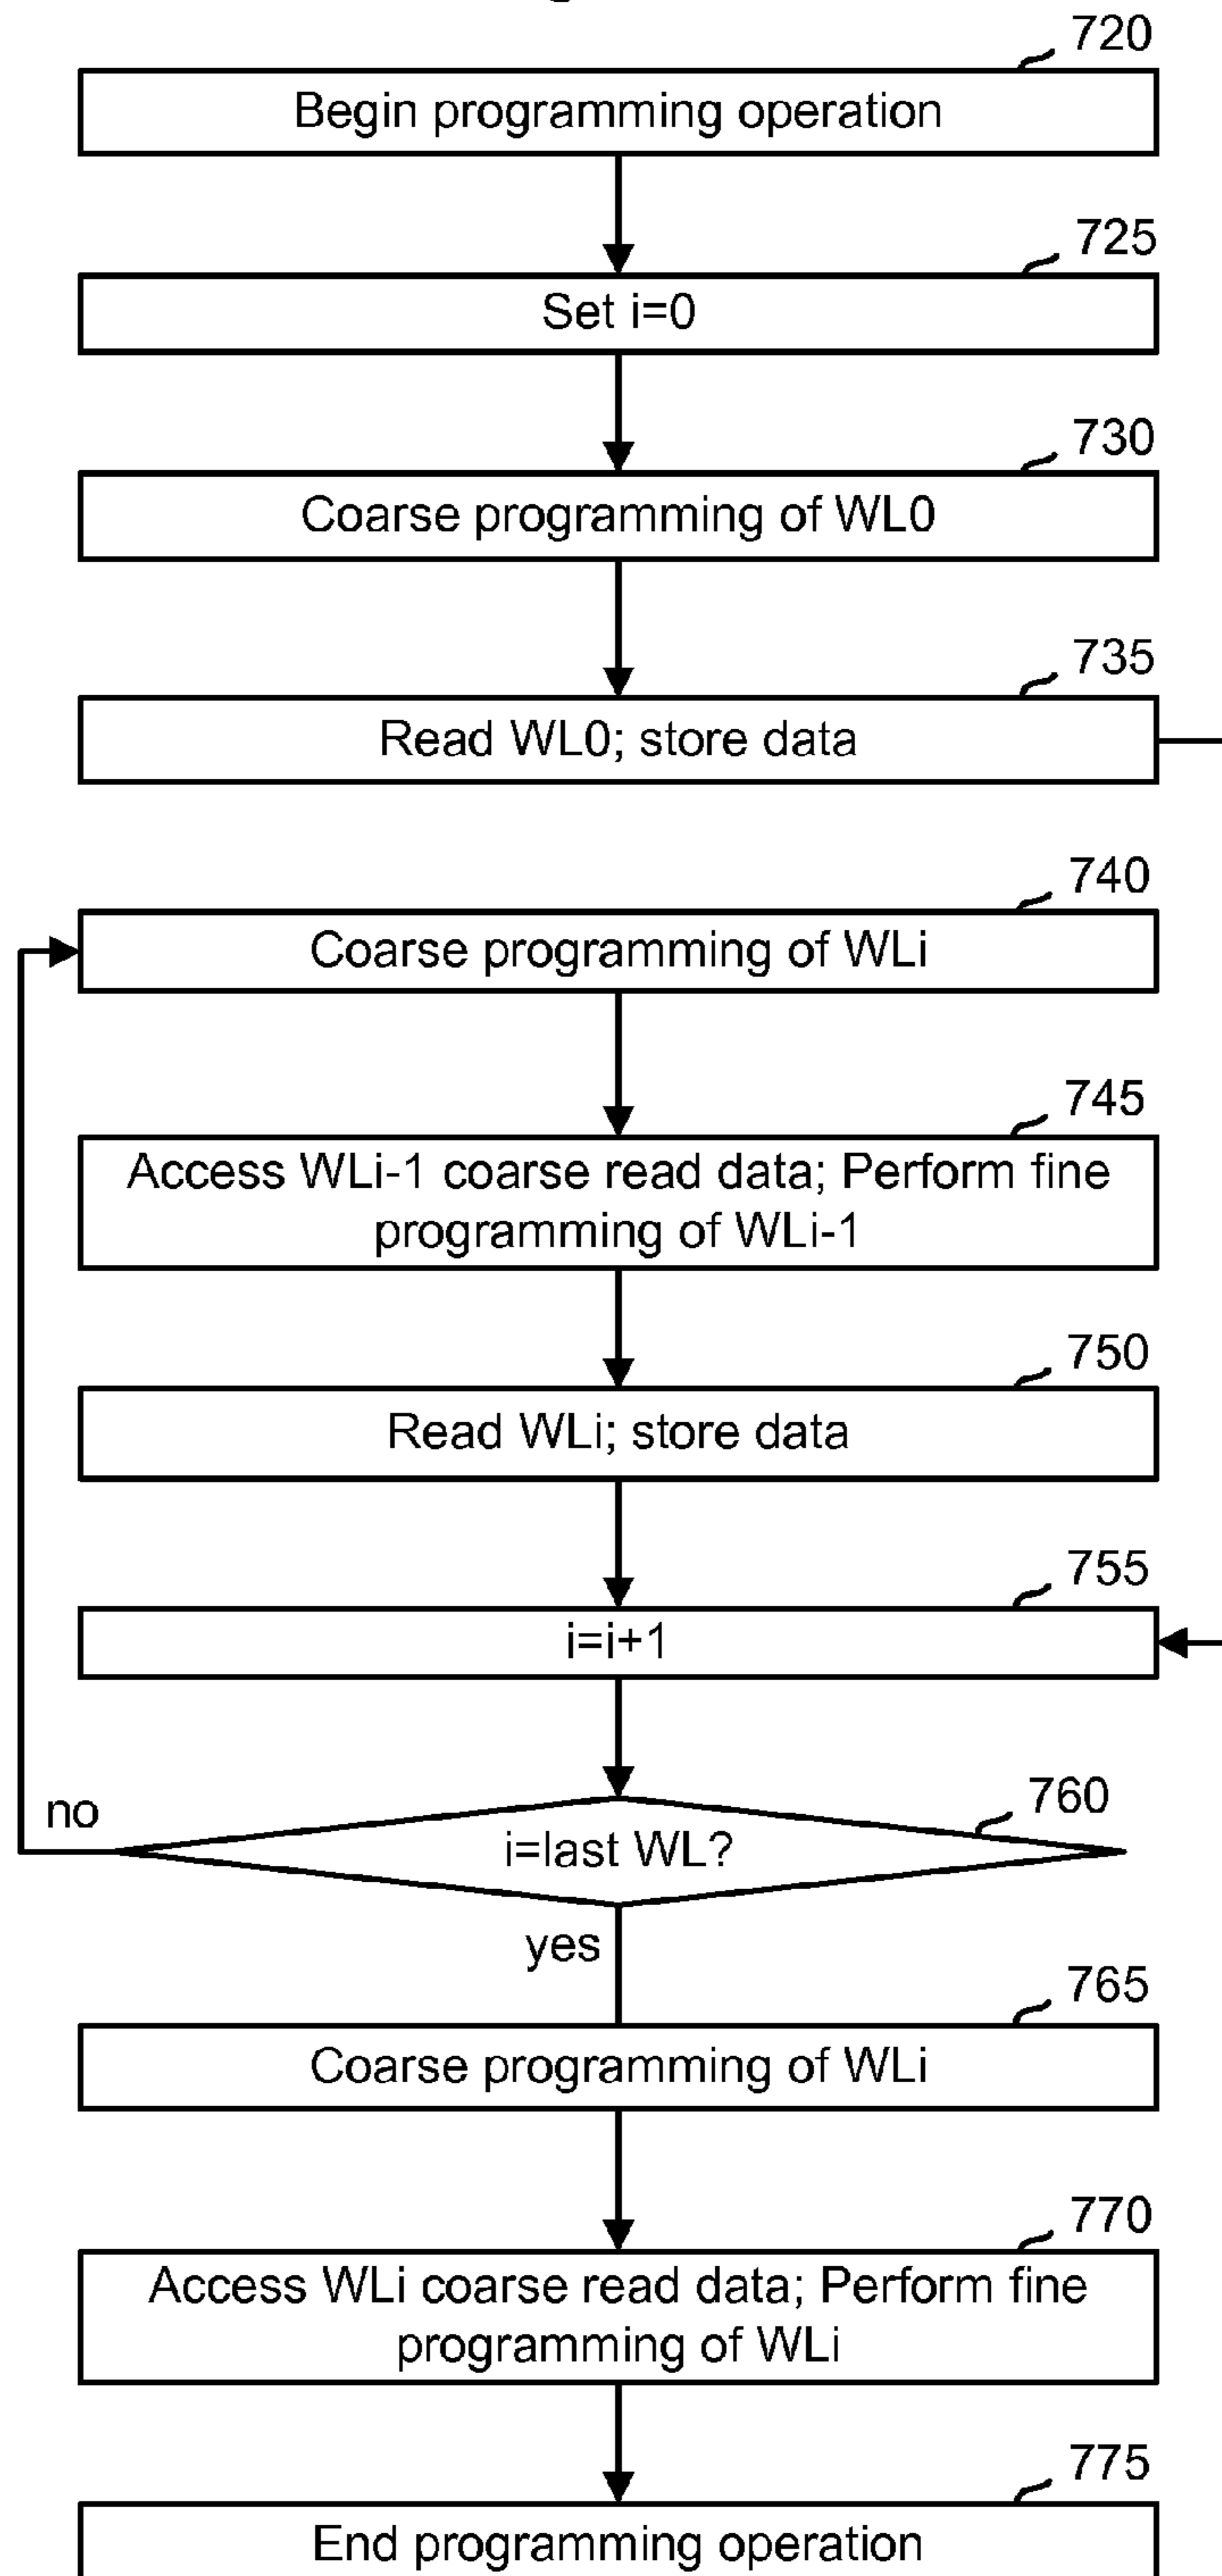 720
Begin programming operation
725
Set i=0
730
Coarse programming of WL0
735
Read WL0; store data
740
Coarse programming of WLi
745
Access WLi-1 coarse read data; Perform fine
programming of WLi-1
750
Read WLi; store data
755
i=i+1
760
no
i=last WL?
yes
765
Coarse programming of WLi
770
Access WLi coarse read data; Perform fine
programming of WLi
775
End programming operation